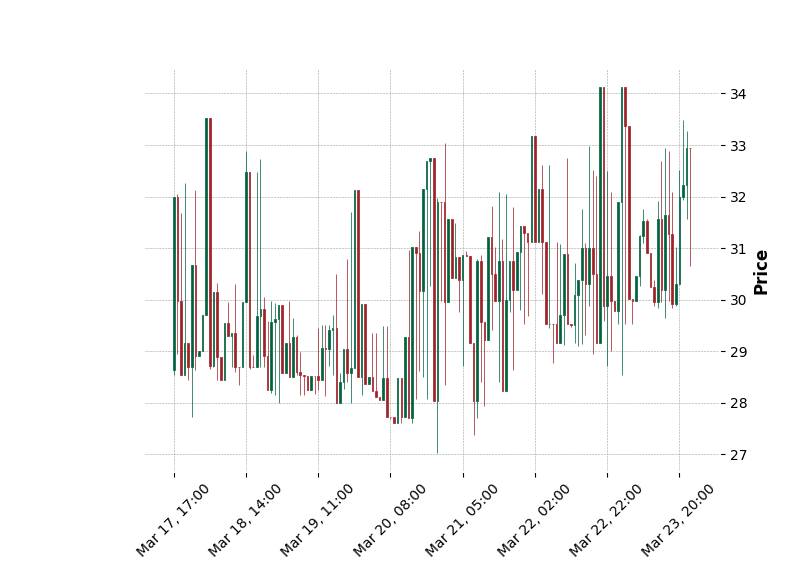 34
33
32
31
30
29
28
27
Price
Mar 17, 17:00
Mar 18, 14:00
Mar 19, 11:00
Mar 20, 08:00
Mar 21, 05:00
Mar 22, 02:00
Mar 22, 22:00
Mar 23, 20:00